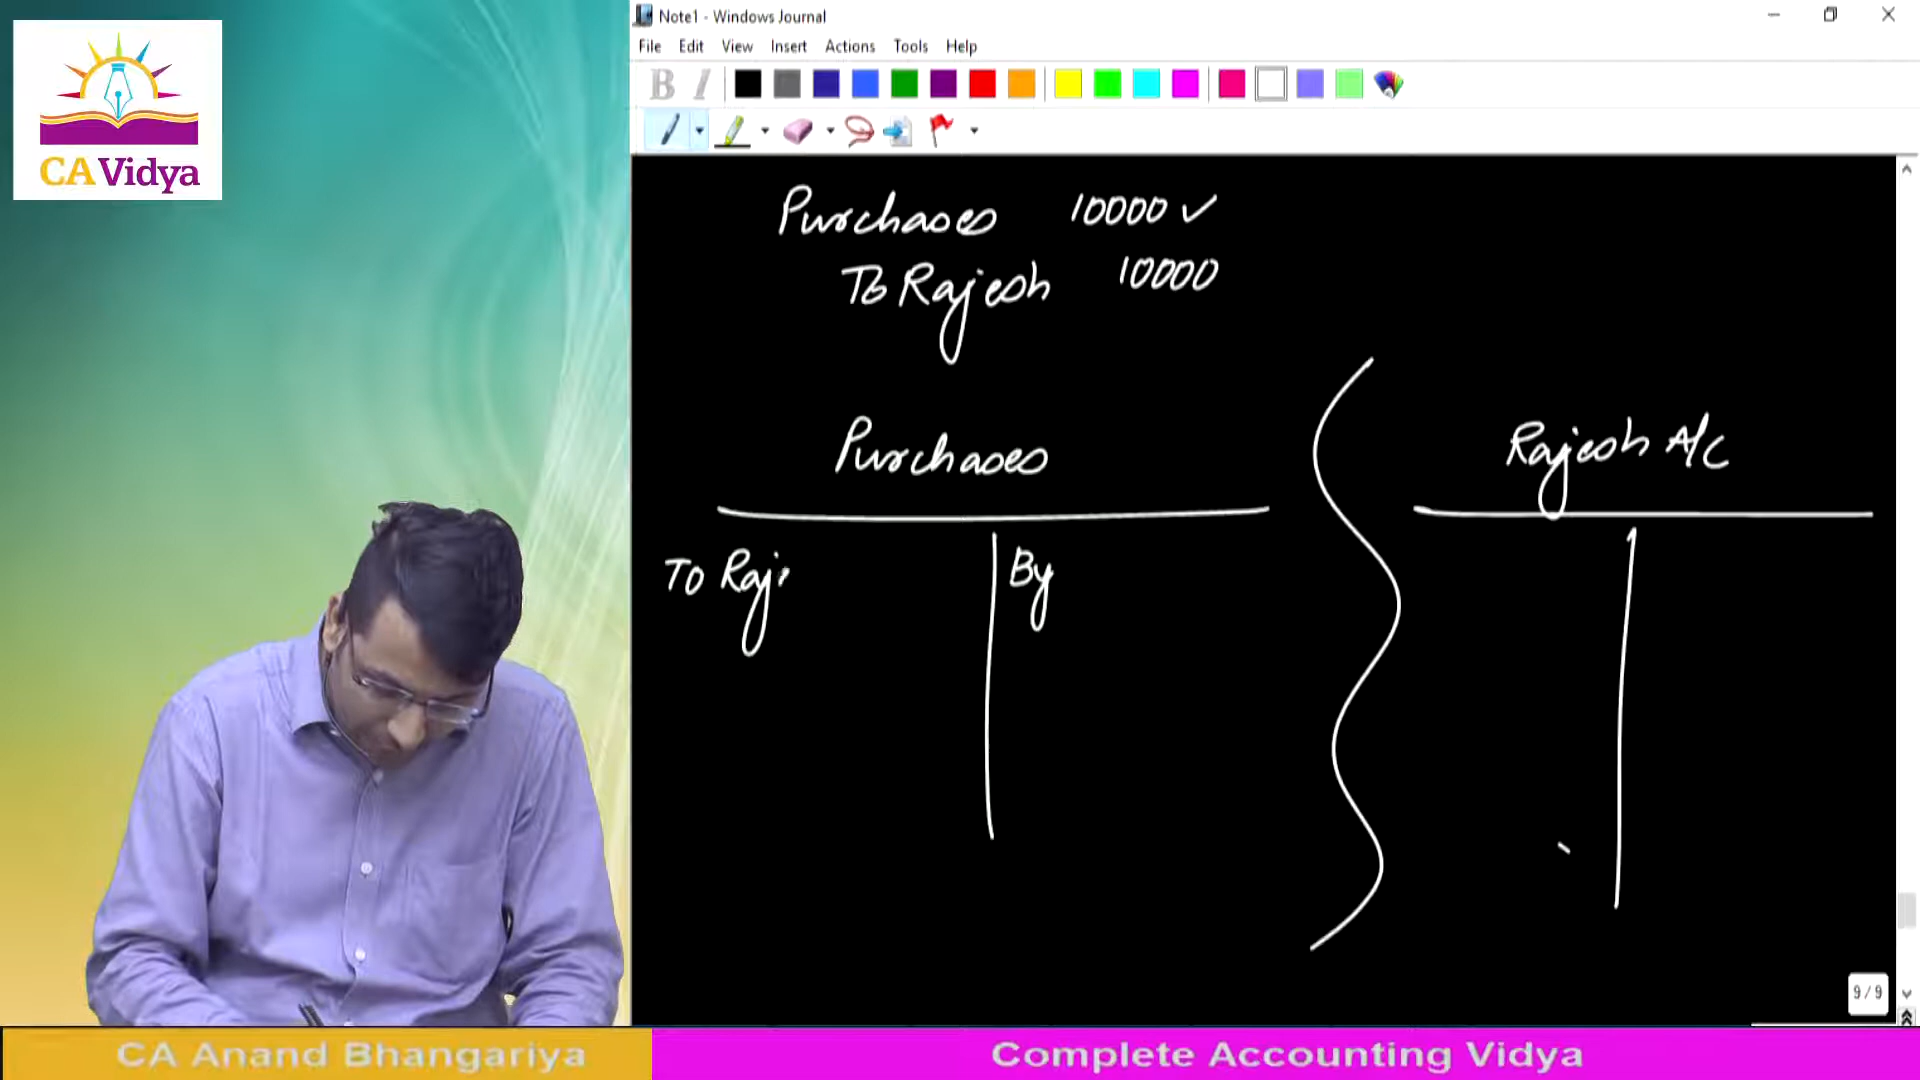 CA Vidya
Note1 - Windows Journal
File Edit View Insert Actions Tools Help
B I
Purchases 10000 ✓
To Rajesh 10000
Purchases
Rajesh A/c
To Raj
By
9 / 9
CA Anand Bhangariya
Complete Accounting Vidya